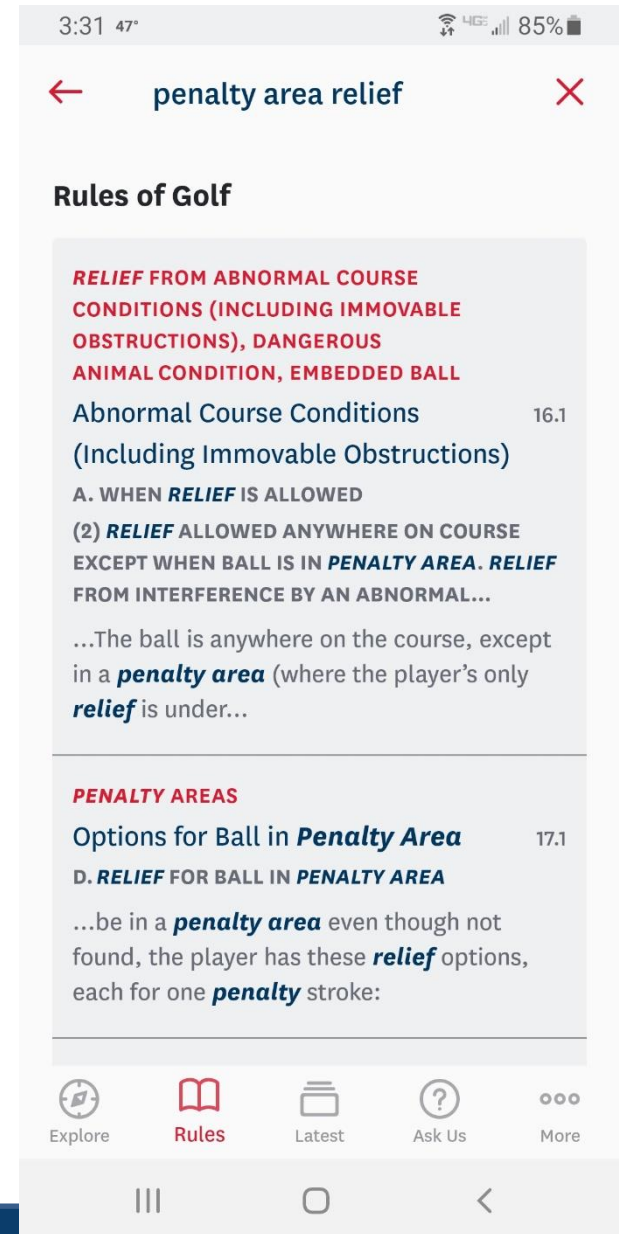 3:31 47° 4GE 85%
penalty area relief
Rules of Golf
RELIEF FROM ABNORMAL COURSE
CONDITIONS (INCLUDING IMMOVABLE
OBSTRUCTIONS), DANGEROUS
ANIMAL CONDITION, EMBEDDED BALL
Abnormal Course Conditions 16.1
(Including Immovable Obstructions)
A. WHEN RELIEF IS ALLOWED
(2) RELIEF ALLOWED ANYWHERE ON COURSE
EXCEPT WHEN BALL IS IN PENALTY AREA. RELIEF
FROM INTERFERENCE BY AN ABNORMAL...
...The ball is anywhere on the course, except
in a penalty area (where the player's only
relief is under...
PENALTY AREAS
Options for Ball in Penalty Area 17.1
D. RELIEF FOR BALL IN PENALTY AREA
...be in a penalty area even though not
found, the player has these relief options,
each for one penalty stroke:
Explore Rules Latest Ask Us More